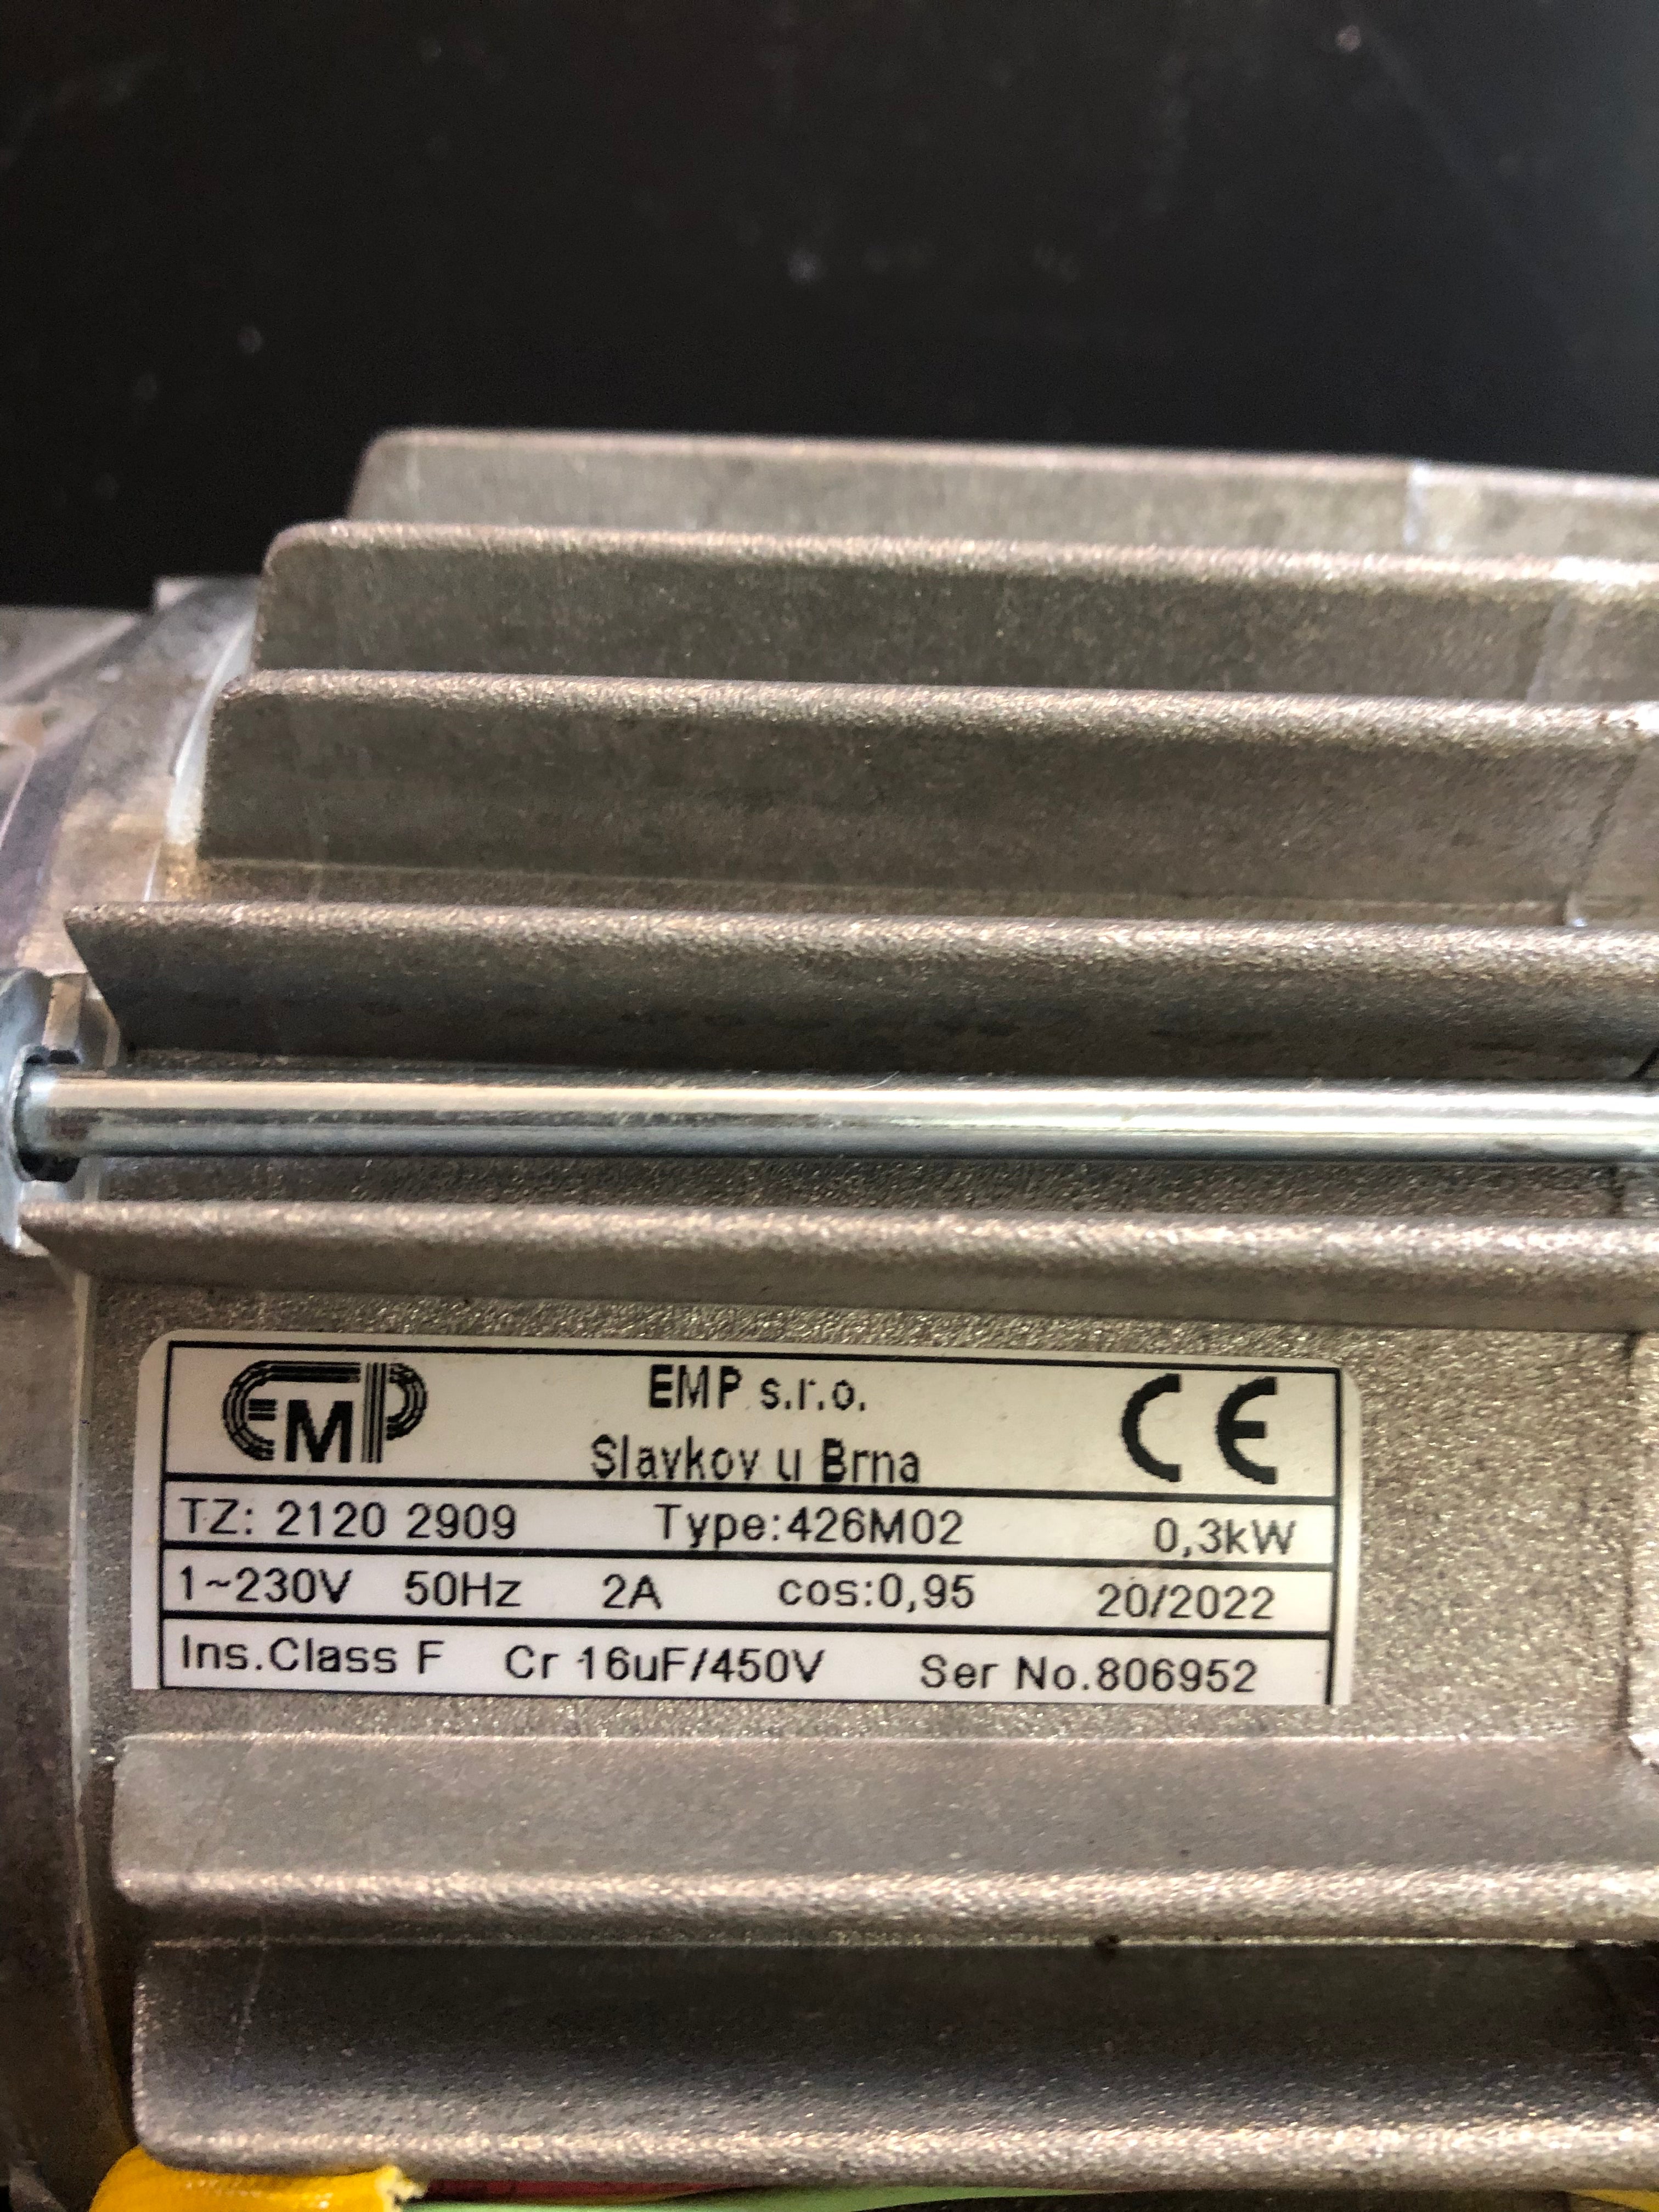 EMP EMP s.r.o. CE
Slavkov u Brna
TZ: 2120 2909 Type:426M02 0,3kW
1~230V 50Hz 2A cos:0,95 20/2022
Ins.Class F Cr 16uF/450V Ser No.806952